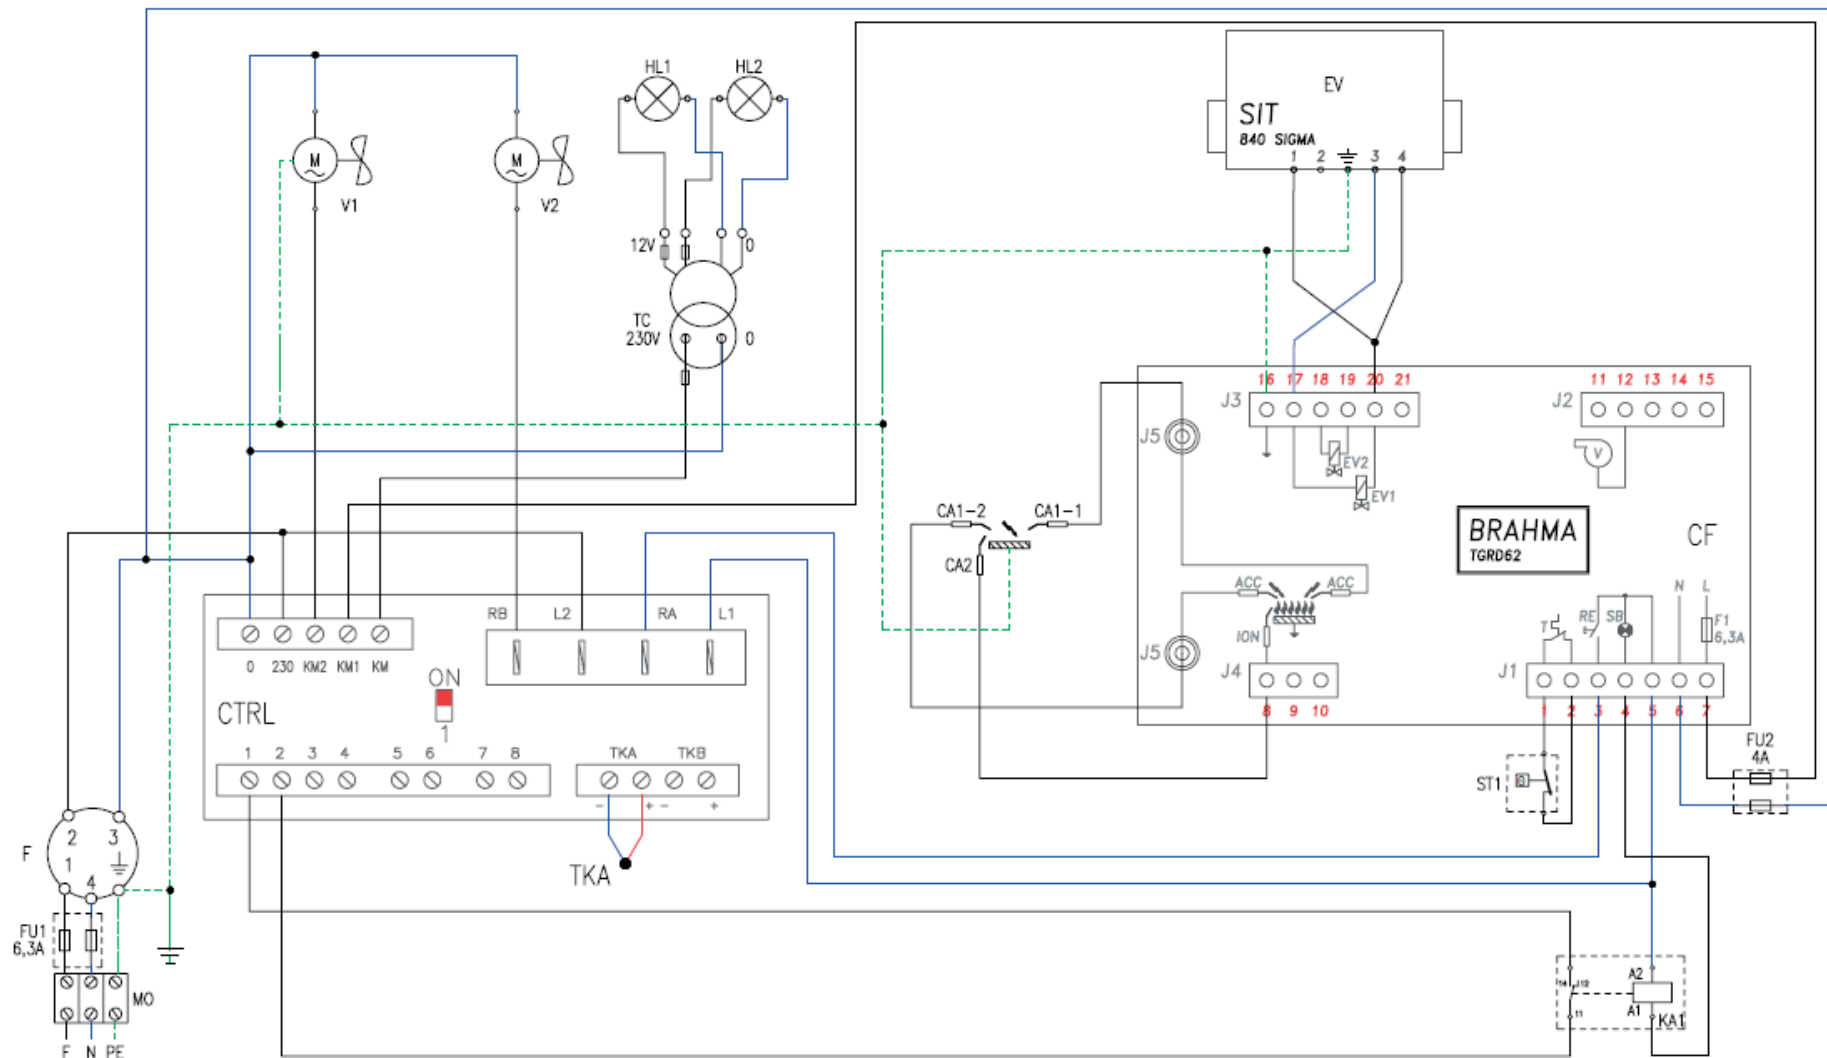 HL1 HL2
EV
SIT
840 SIGMA
1 2 3 4
M M
V1 V2
12V 0
TC
230V 0
16 17 18 19 20 21
11 12 13 14 15
J3 J2
J5
V
EV2
EV1
CA1-2 CA1-1
BRAHMA
TGRD62
CF
CA2
ACC ACC
N L
RB L2 RA L1
T RE SB F1
6,3A
ION
J5 J4 J1
0 230 KM2 KM1 KM
ON
CTRL
1
8 9 10
1 2 3 4 5 6 7
1 2 3 4 5 6 7 8
TKA TKB
FU2
4A
ST1
- + - +
2 3
F
1
4
TKA
FU1
6,3A
MO
14 12 A2
A1
11 KA1
F N PE